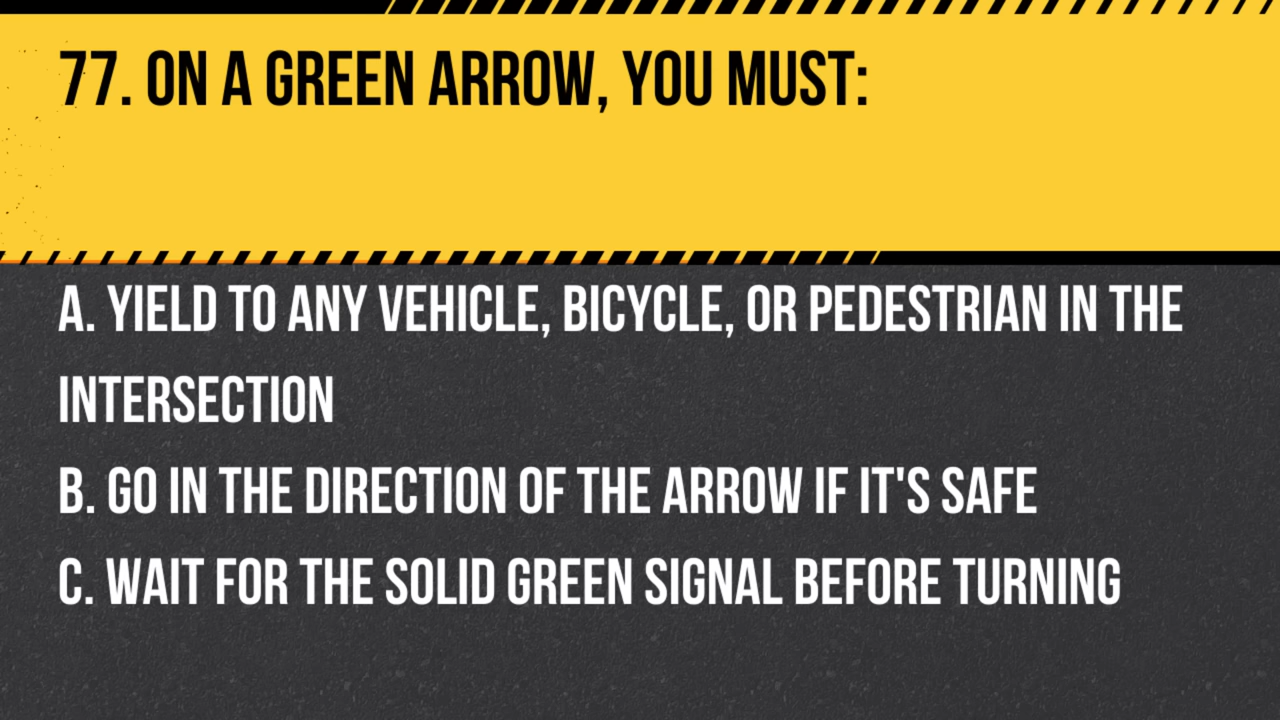 77. ON A GREEN ARROW, YOU MUST:
A. YIELD TO ANY VEHICLE, BICYCLE, OR PEDESTRIAN IN THE
INTERSECTION
B. GO IN THE DIRECTION OF THE ARROW IF IT'S SAFE
C. WAIT FOR THE SOLID GREEN SIGNAL BEFORE TURNING